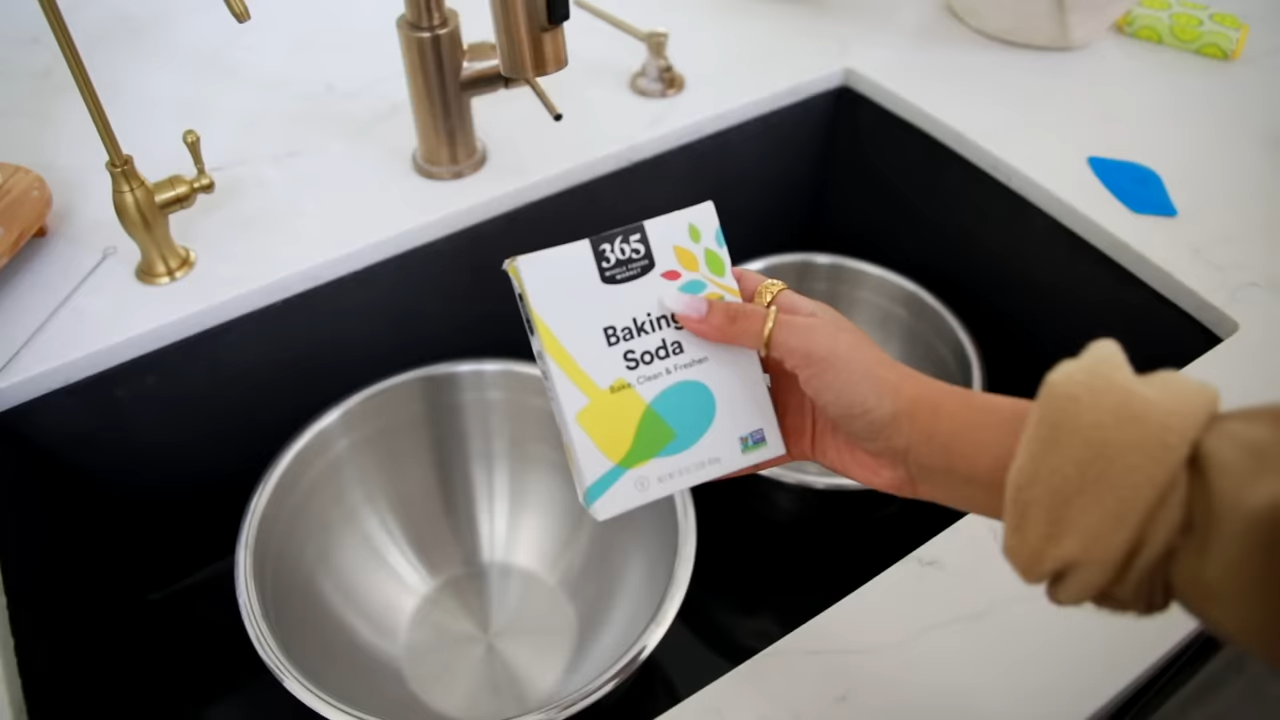 365
WHOLE FOODS
MARKET
Baking
Soda
Bake, Clean & Freshen